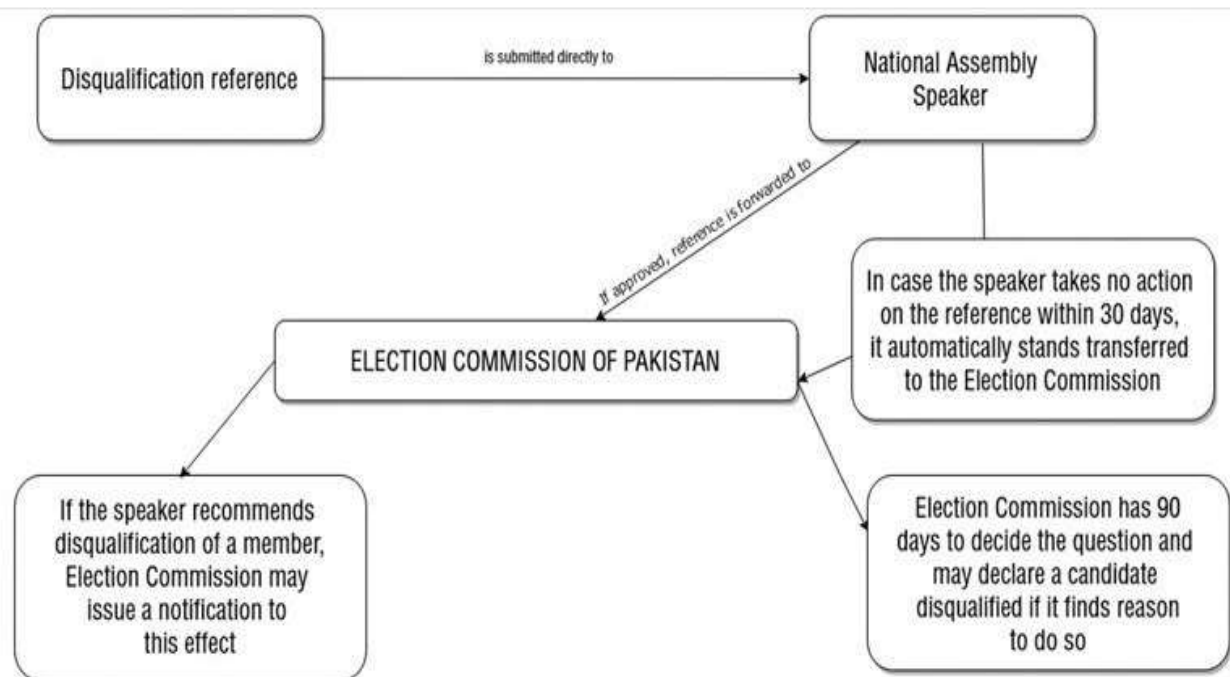 Disqualification reference
is submitted directly to
National Assembly
Speaker
If approved, reference is forwarded to
In case the speaker takes no action
on the reference within 30 days,
it automatically stands transferred
to the Election Commission
ELECTION COMMISSION OF PAKISTAN
If the speaker recommends
disqualification of a member,
Election Commission may
issue a notification to
this effect
Election Commission has 90
days to decide the question and
may declare a candidate
disqualified if it finds reason
to do so